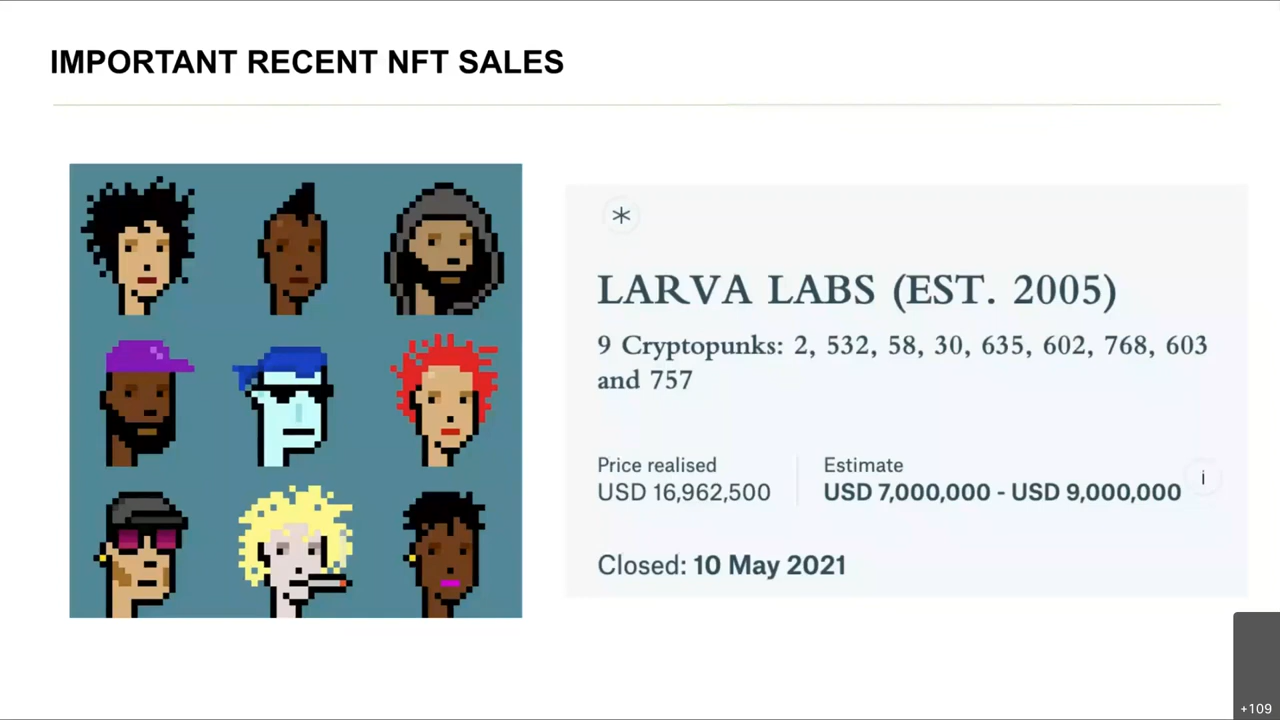 IMPORTANT RECENT NFT SALES
*
LARVA LABS (EST. 2005)
9 Cryptopunks: 2, 532, 58, 30, 635, 602, 768, 603
and 757
Price realised
USD 16,962,500
Estimate
USD 7,000,000 - USD 9,000,000
i
Closed: 10 May 2021
+109